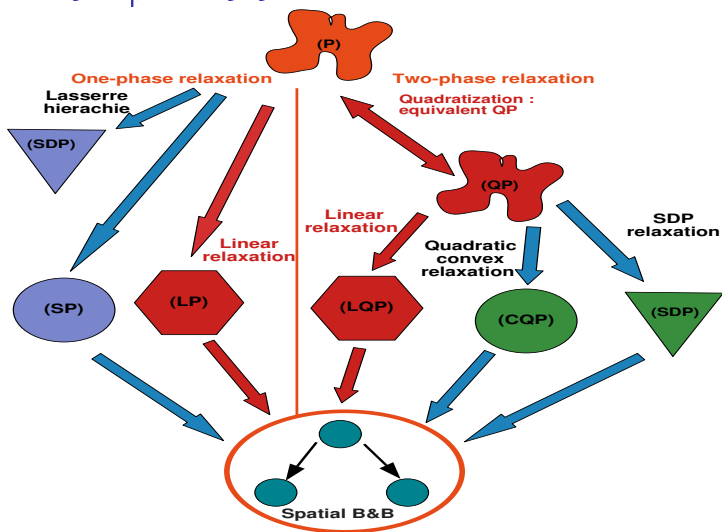 (P)
One-phase relaxation
Two-phase relaxation
Lasserre
hierachie
Quadratization :
equivalent QP
(SDP)
(QP)
Linear
relaxation
Linear
relaxation
Quadratic
convex
relaxation
SDP
relaxation
(SP)
(LP)
(LQP)
(CQP)
(SDP)
Spatial B&B